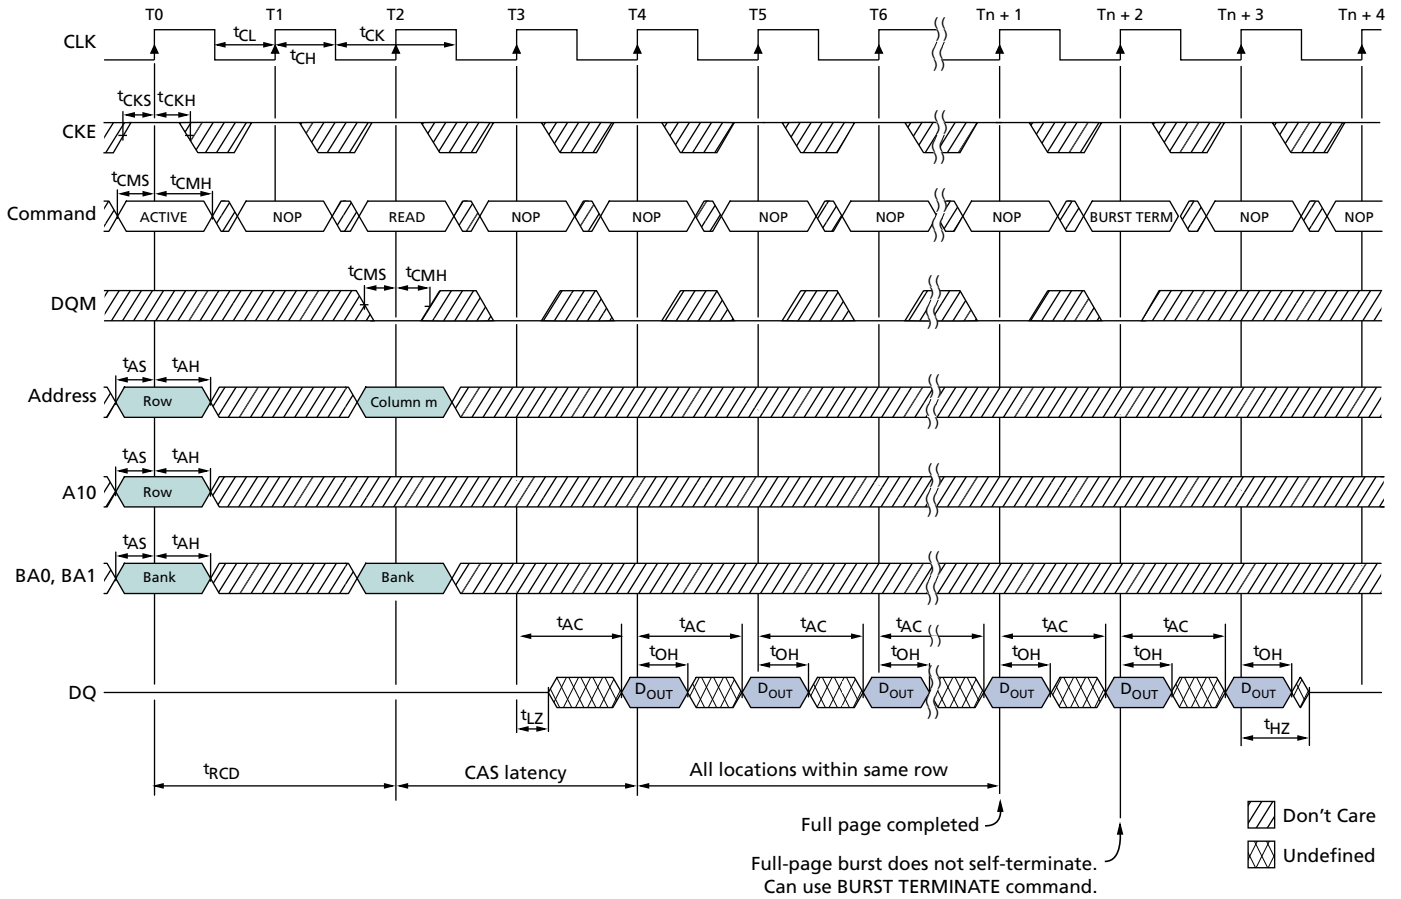 T0 T1 T2 T3 T4 T5 T6 Tn + 1 Tn + 2 Tn + 3 Tn + 4
CLK
tCL tCK
tCH
tCKS tCKH
CKE
tCMS tCMH
Command ACTIVE NOP READ NOP NOP NOP NOP NOP BURST TERM NOP NOP
tCMS tCMH
DQM
tAS tAH
Address Row Column m
tAS tAH
A10 Row
tAS tAH
BA0, BA1 Bank Bank
tAC tAC tAC tAC tAC tAC
tOH tOH tOH tOH tOH tOH
DQ DOUT DOUT DOUT DOUT DOUT DOUT
tLZ tHZ
tRCD CAS latency All locations within same row
Full page completed
Don't Care
Full-page burst does not self-terminate.
Can use BURST TERMINATE command.
Undefined